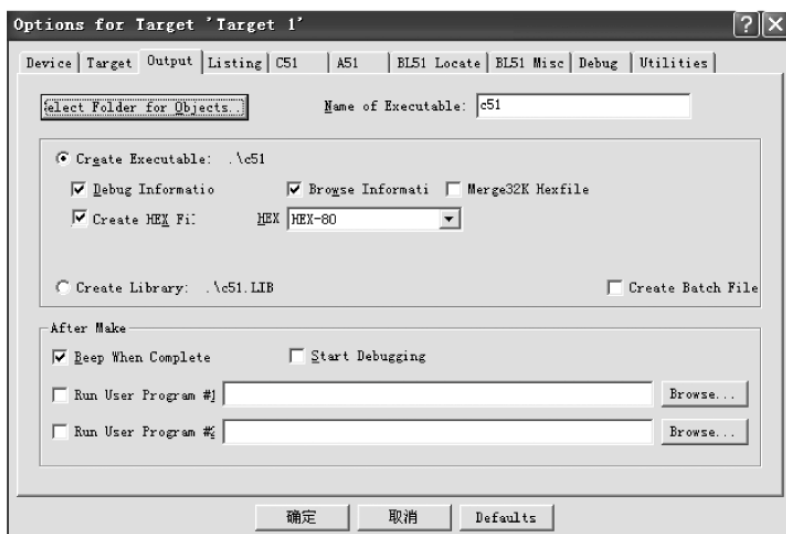 Options for Target 'Target 1'
Device Target Output Listing C51 A51 BL51 Locate BL51 Misc Debug Utilities
elect Folder for Objects..
Name of Executable: c51
Create Executable: .\c51
Debug Informatio
Browse Informati
Merge32K Hexfile
Create HEX Fi:
HEX HEX-80
Create Library: .\c51.LIB
Create Batch File
After Make
Beep When Complete
Start Debugging
Run User Program #1
Browse...
Run User Program #2
Browse...
确定 取消 Defaults